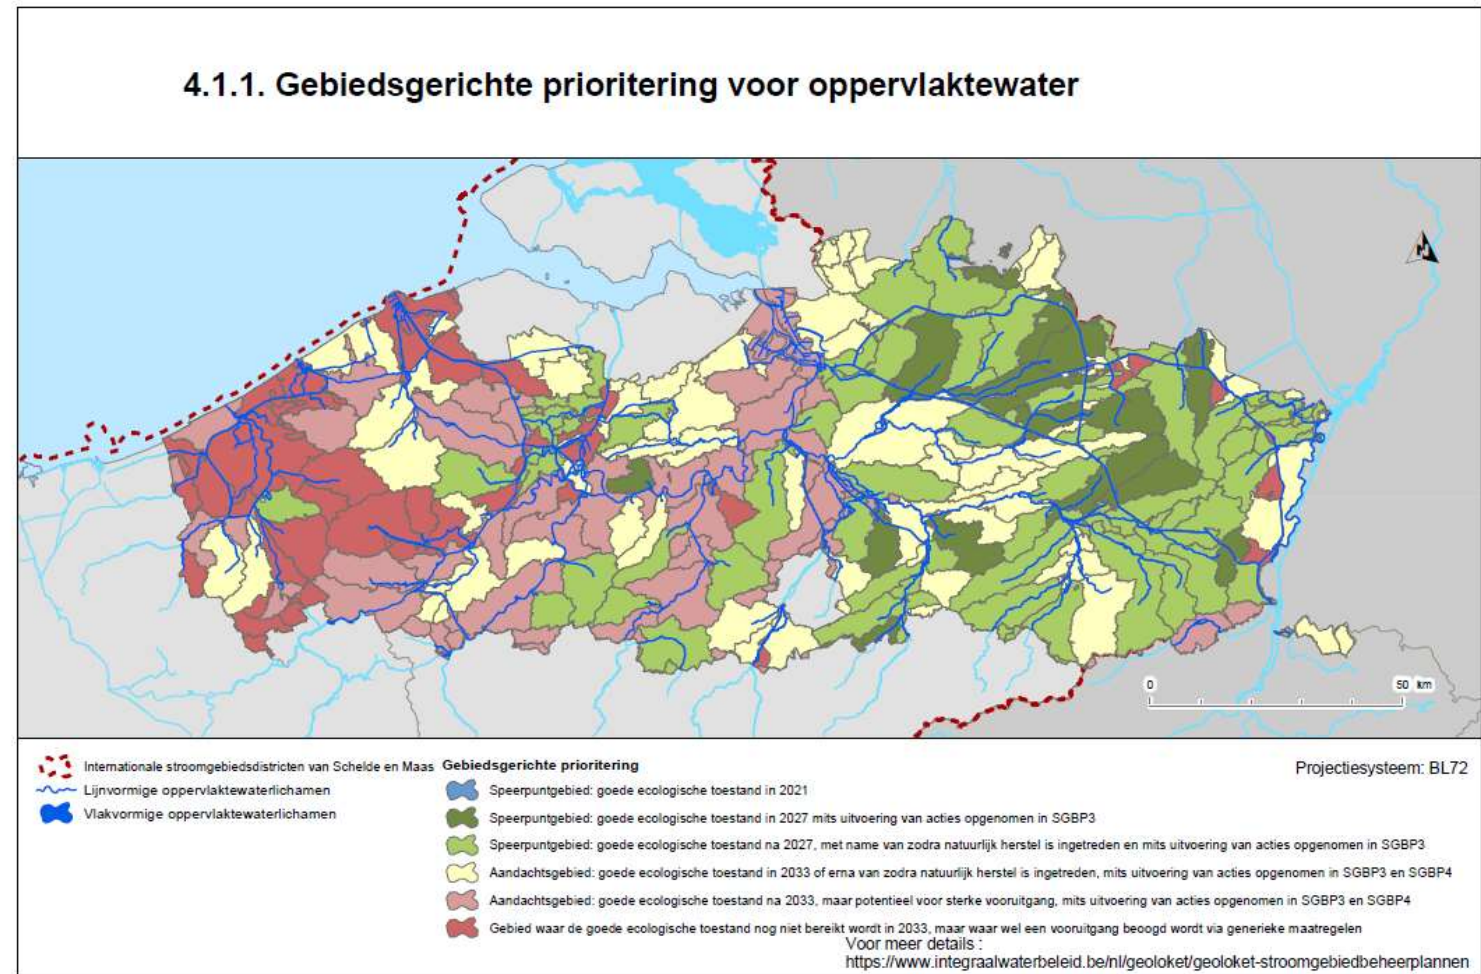 4.1.1. Gebiedsgerichte prioritering voor oppervlaktewater
N
0 50 km
Internationale stroomgebiedsdistricten van Schelde en Maas
Lijnvormige oppervlaktewaterlichamen
Vlakvormige oppervlaktewaterlichamen
Gebiedsgerichte prioritering
Speerpuntgebied: goede ecologische toestand in 2021
Speerpuntgebied: goede ecologische toestand in 2027 mits uitvoering van acties opgenomen in SGBP3
Speerpuntgebied: goede ecologische toestand na 2027, met name van zodra natuurlijk herstel is ingetreden en mits uitvoering van acties opgenomen in SGBP3
Aandachtsgebied: goede ecologische toestand in 2033 of erna van zodra natuurlijk herstel is ingetreden, mits uitvoering van acties opgenomen in SGBP3 en SGBP4
Aandachtsgebied: goede ecologische toestand na 2033, maar potentieel voor sterke vooruitgang, mits uitvoering van acties opgenomen in SGBP3 en SGBP4
Gebied waar de goede ecologische toestand nog niet bereikt wordt in 2033, maar waar wel een vooruitgang beoogd wordt via generieke maatregelen
Projectiesysteem: BL72
Voor meer details :
https://www.integraalwaterbeleid.be/nl/geoloket/geoloket-stroomgebiedbeheerplannen